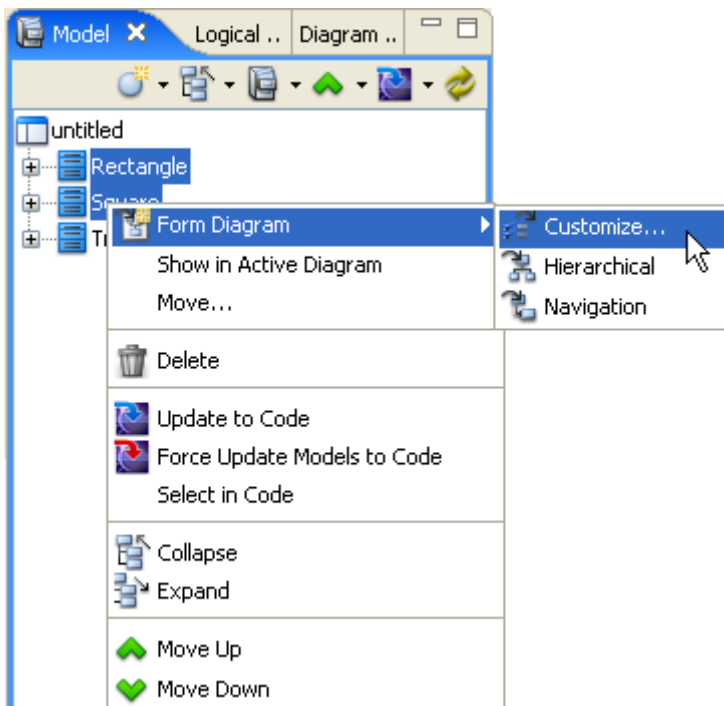 Model
Logical ..
Diagram ..
untitled
Rectangle
Square
Form Diagram
Customize...
Show in Active Diagram
Hierarchical
Move...
Navigation
Delete
Update to Code
Force Update Models to Code
Select in Code
Collapse
Expand
Move Up
Move Down